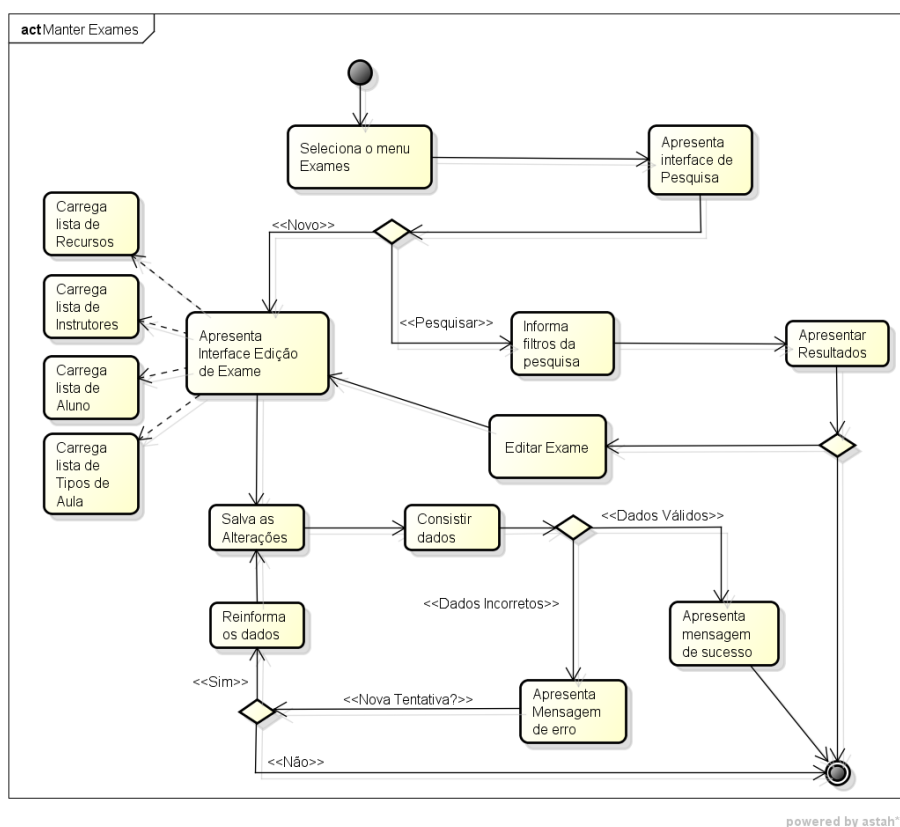 act Manter Exames
Seleciona o menu
Exames
Apresenta
interface de
Pesquisa
Carrega
lista de
Recursos
<<Novo>>
Carrega
lista de
Instrutores
Apresenta
Interface Edição
de Exame
<<Pesquisar>>
Informa
filtros da
pesquisa
Apresentar
Resultados
Carrega
lista de
Aluno
Carrega
lista de
Tipos de
Aula
Editar Exame
Salva as
Alterações
Consistir
dados
<<Dados Válidos>>
<<Dados Incorretos>>
Reinforma
os dados
Apresenta
mensagem
de sucesso
<<Sim>>
<<Nova Tentativa?>>
Apresenta
Mensagem
de erro
<<Não>>
powered by astah*